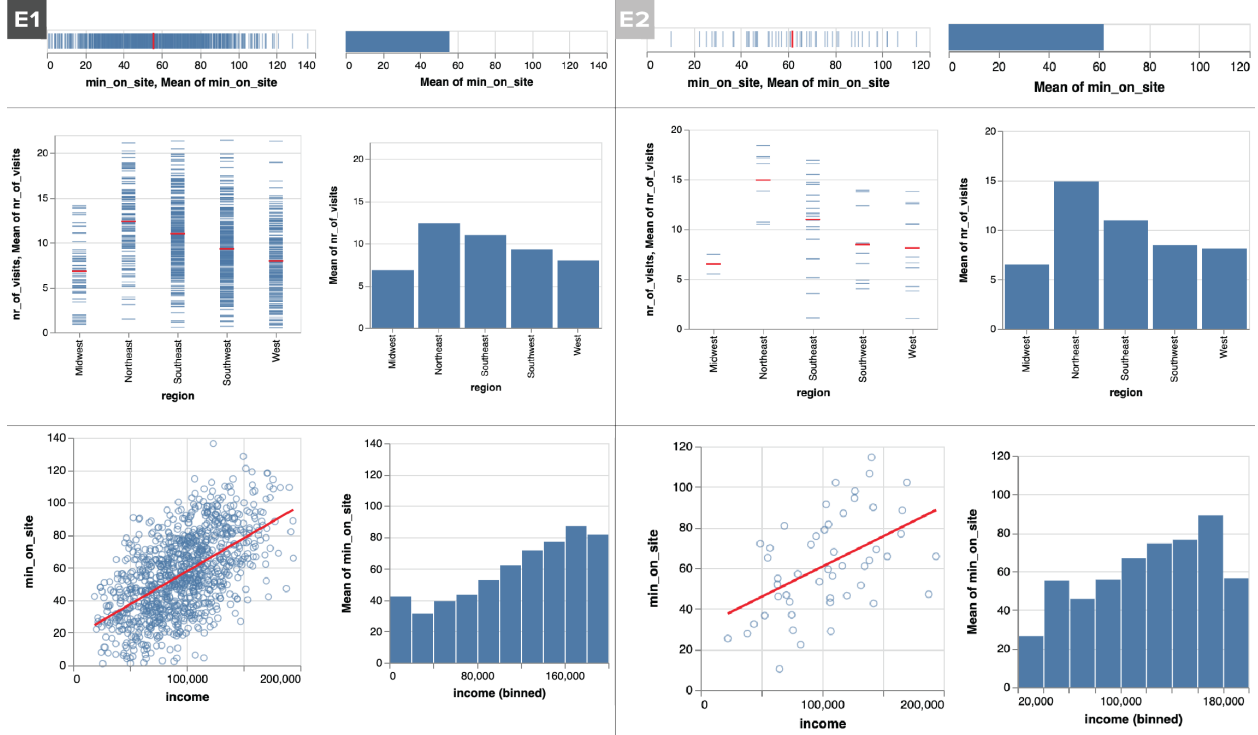 E1
0 20 40 60 80 100 120 140
min_on_site, Mean of min_on_site
0 20 40 60 80 100 120 140
Mean of min_on_site
E2
0 20 40 60 80 100 120
min_on_site, Mean of min_on_site
0 20 40 60 80 100 120
Mean of min_on_site
nr_of_visits, Mean of nr_of_visits
20
15
10
5
0
Midwest Northeast Southeast Southwest West
region
Mean of nr_of_visits
20
15
10
5
0
Midwest Northeast Southeast Southwest West
region
nr_of_visits, Mean of nr_of_visits
20
15
10
5
0
Midwest Northeast Southeast Southwest West
region
Mean of nr_of_visits
20
15
10
5
0
Midwest Northeast Southeast Southwest West
region
min_on_site
140
120
100
80
60
40
20
0
0 100,000 200,000
income
Mean of min_on_site
140
120
100
80
60
40
20
0
0 80,000 160,000
income (binned)
min_on_site
120
100
80
60
40
20
0
0 100,000 200,000
income
Mean of min_on_site
120
100
80
60
40
20
0
20,000 100,000 180,000
income (binned)